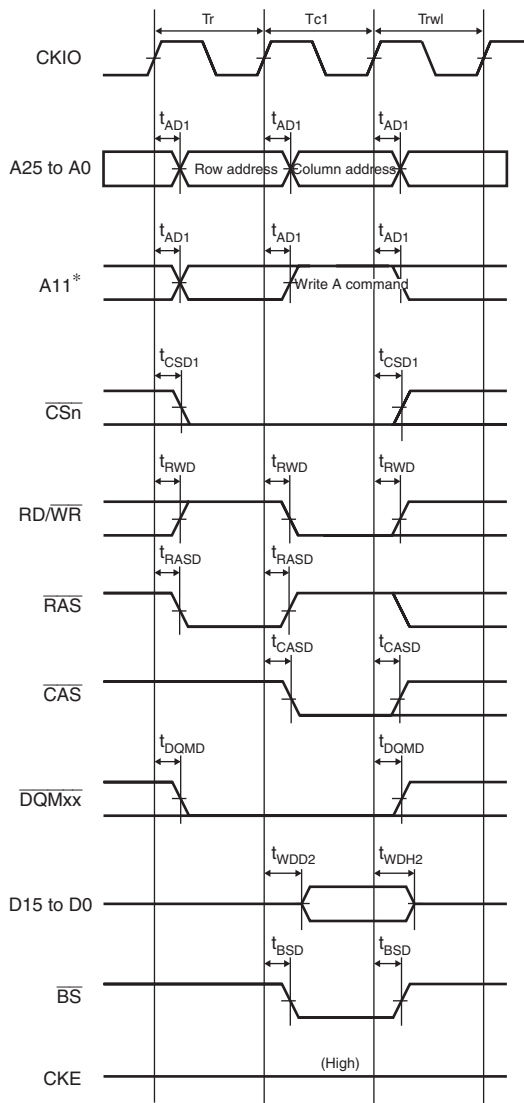 Tr Tc1 Trwl
CKIO
tAD1 tAD1 tAD1
A25 to A0 Row address Column address
tAD1 tAD1 tAD1
A11* Write A command
tCSD1 tCSD1
CSn
tRWD tRWD tRWD
RD/WR
tRASD tRASD
RAS
tCASD tCASD
CAS
tDQMD tDQMD
DQMxx
tWDD2 tWDH2
D15 to D0
tBSD tBSD
BS
(High)
CKE